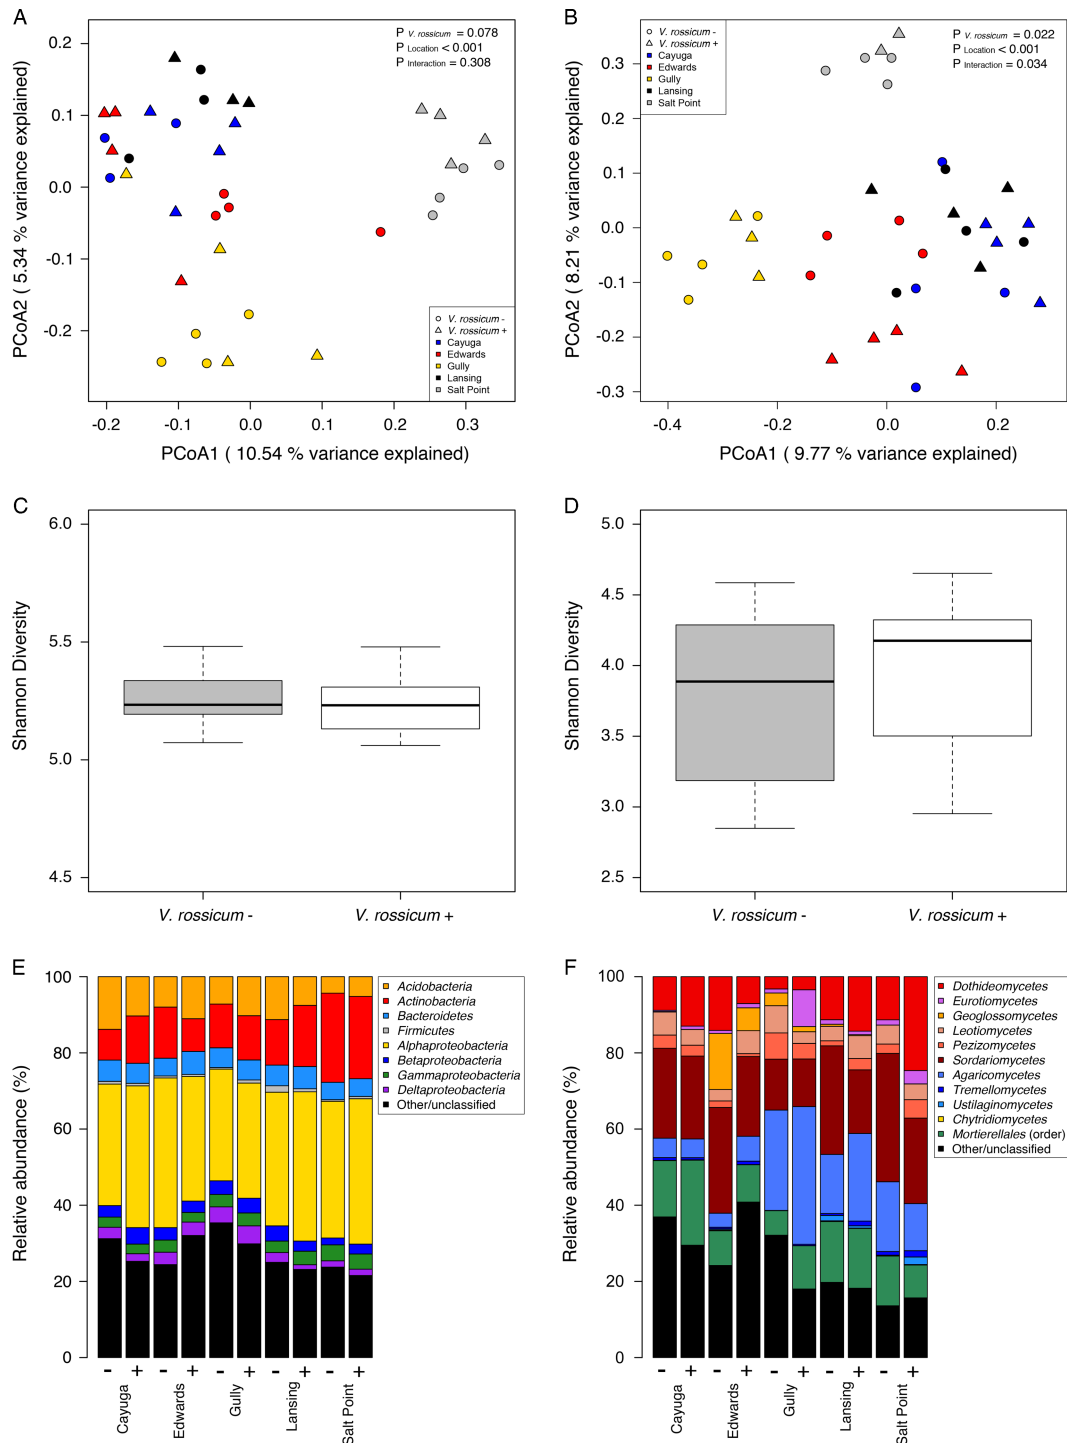 A
P V. rossicum = 0.078
P Location < 0.001
P Interaction = 0.308
PCoA2 ( 5.34 % variance explained)
0.2
0.1
0.0
-0.1
-0.2
V. rossicum -
V. rossicum +
Cayuga
Edwards
Gully
Lansing
Salt Point
-0.2 -0.1 0.0 0.1 0.2 0.3
PCoA1 ( 10.54 % variance explained)
B
V. rossicum -
V. rossicum +
Cayuga
Edwards
Gully
Lansing
Salt Point
P V. rossicum = 0.022
P Location < 0.001
P Interaction = 0.034
PCoA2 ( 8.21 % variance explained)
0.3
0.2
0.1
0.0
-0.1
-0.2
-0.3
-0.4 -0.2 0.0 0.2
PCoA1 ( 9.77 % variance explained)
C
Shannon Diversity
6.0
5.5
5.0
4.5
V. rossicum - V. rossicum +
D
Shannon Diversity
5.0
4.5
4.0
3.5
3.0
2.5
V. rossicum - V. rossicum +
E
Relative abundance (%)
100
80
60
40
20
0
- + - + - + - + - +
Cayuga
Edwards
Gully
Lansing
Salt Point
Acidobacteria
Actinobacteria
Bacteroidetes
Firmicutes
Alphaproteobacteria
Betaproteobacteria
Gammaproteobacteria
Deltaproteobacteria
Other/unclassified
F
Relative abundance (%)
100
80
60
40
20
0
- + - + - + - + - +
Cayuga
Edwards
Gully
Lansing
Salt Point
Dothideomycetes
Eurotiomycetes
Geoglossomycetes
Leotiomycetes
Pezizomycetes
Sordariomycetes
Agaricomycetes
Tremellomycetes
Ustilaginomycetes
Chytridiomycetes
Mortierellales (order)
Other/unclassified